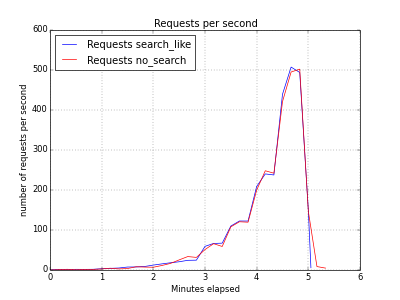 Requests per second
600
Requests search_like
Requests no_search
500
400
300
200
100
0
number of requests per second
0 1 2 3 4 5 6
Minutes elapsed